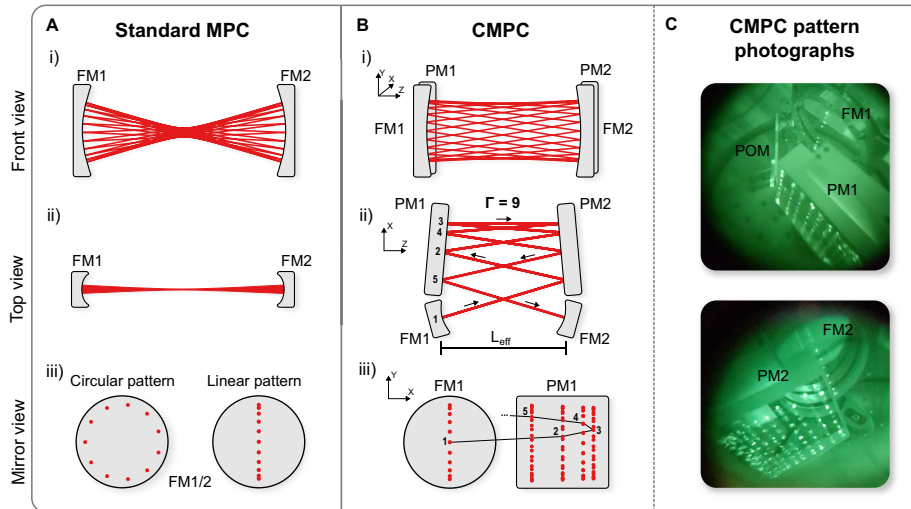 A
Standard MPC
B
CMPC
C
CMPC pattern
photographs
Front view
i)
FM1
FM2
i)
Y
X
Z
PM1
PM2
FM1
FM2
FM1
POM
PM1
Top view
ii)
FM1
FM2
ii)
X
Z
PM1
Γ = 9
PM2
3
4
2
5
1
FM1
FM2
Leff
FM2
PM2
Mirror view
iii)
Circular pattern
Linear pattern
FM1/2
iii)
Y
X
FM1
PM1
1
...
5
4
2
3